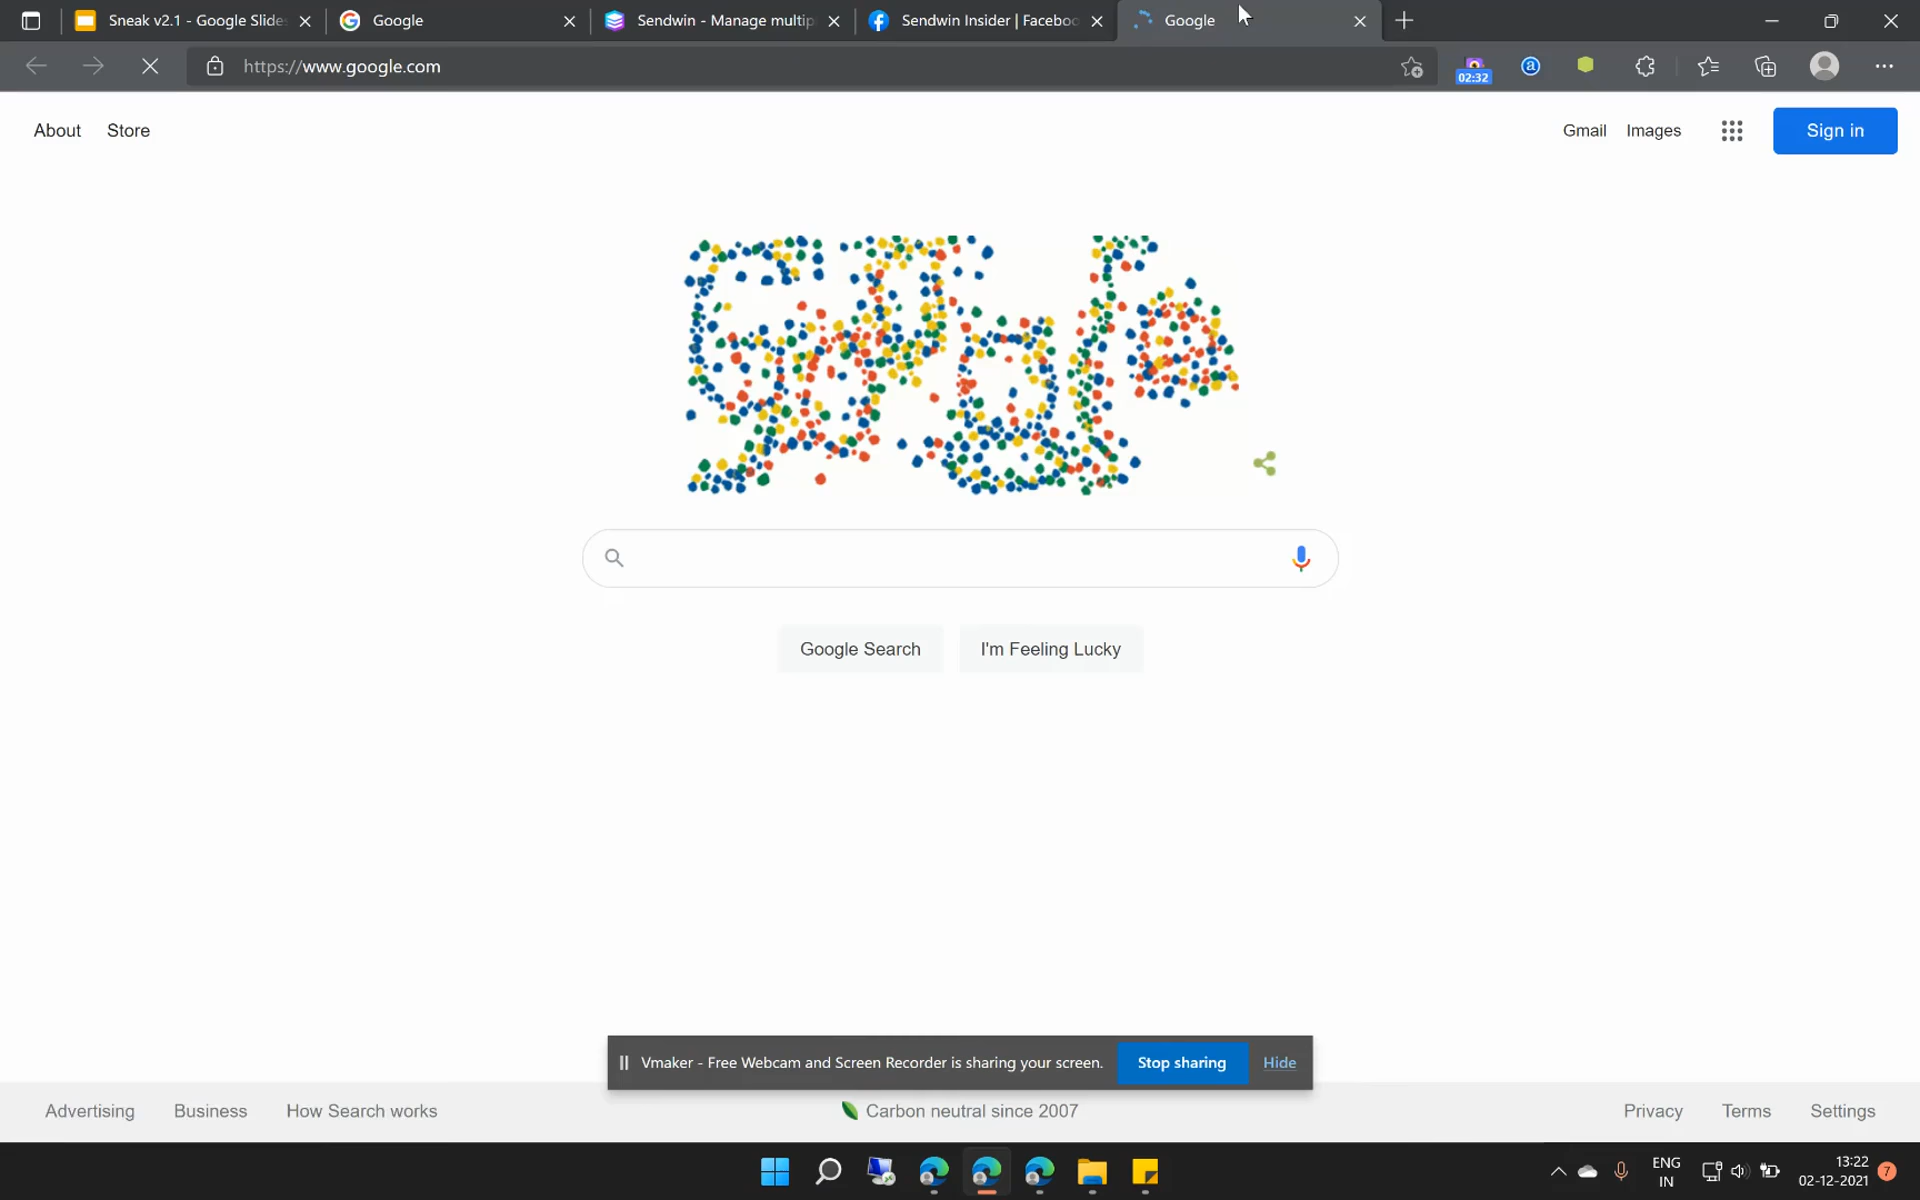 Sneak v2.1 - Google Slides
Google
Sendwin - Manage multip
Sendwin Insider | Faceboo
Google
https://www.google.com
02:32
a
About
Store
Gmail
Images
Sign in
Google
Google Search
I'm Feeling Lucky
Vmaker - Free Webcam and Screen Recorder is sharing your screen.
Stop sharing
Hide
Advertising
Business
How Search works
Carbon neutral since 2007
Privacy
Terms
Settings
ENG
IN
13:22
02-12-2021
7